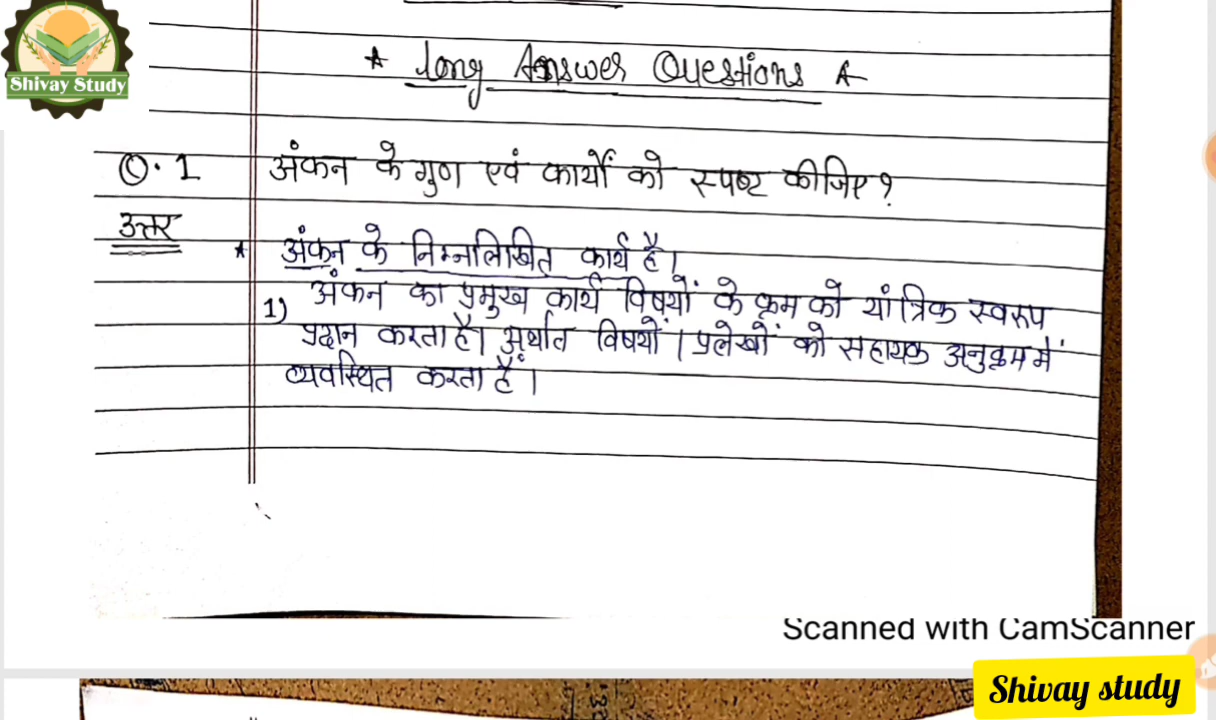 Shivay Study
★ Long Answer Questions ★
Q. 1 अंकन के गुण एवं कार्यों को स्पष्ट कीजिए?
उत्तर
★ अंकन के निम्नलिखित कार्य है।
1) अंकन का प्रमुख कार्य विषयों के क्रम को यांत्रिक स्वरूप
प्रदान करता है। अर्थात विषयों / प्रलेखों को सहायक अनुक्रम में
व्यवस्थित करता हैं।
Scanned with CamScanner
Shivay study